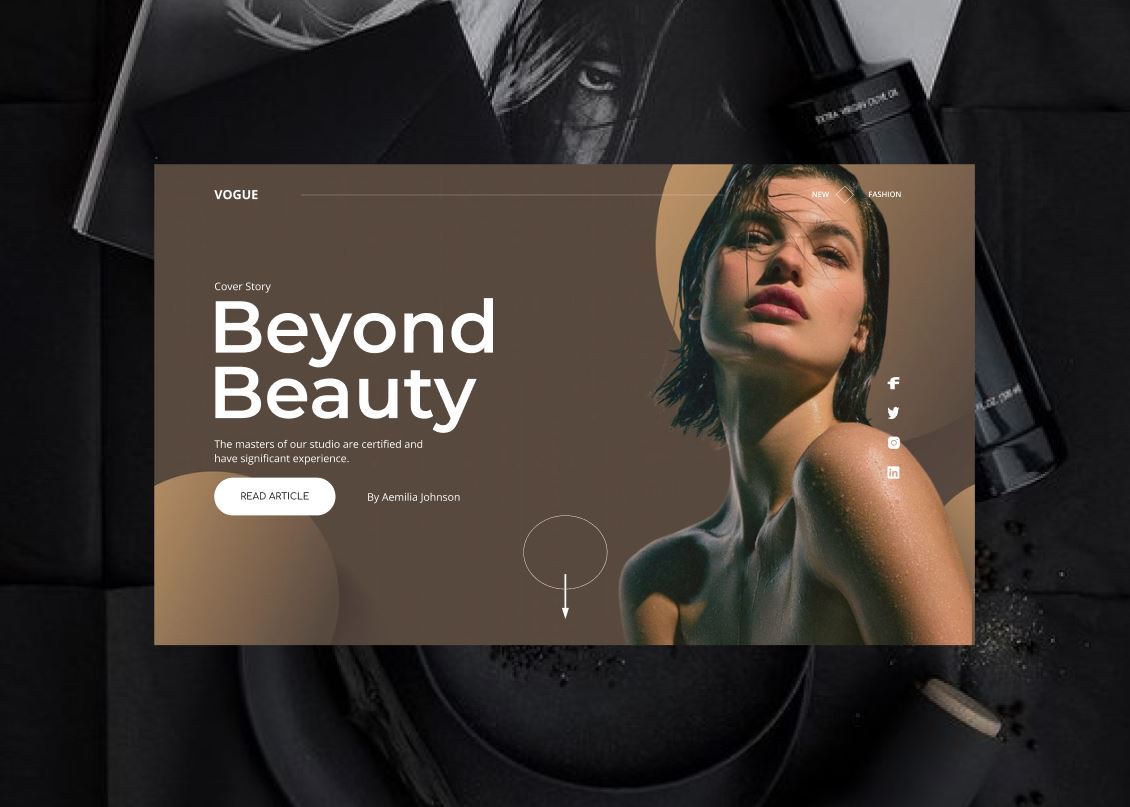 EXTRA VIRGIN OLIVE OIL
VOGUE
NEW
FASHION
Cover Story
Beyond
Beauty
The masters of our studio are certified and
have significant experience.
READ ARTICLE
By Aemilia Johnson